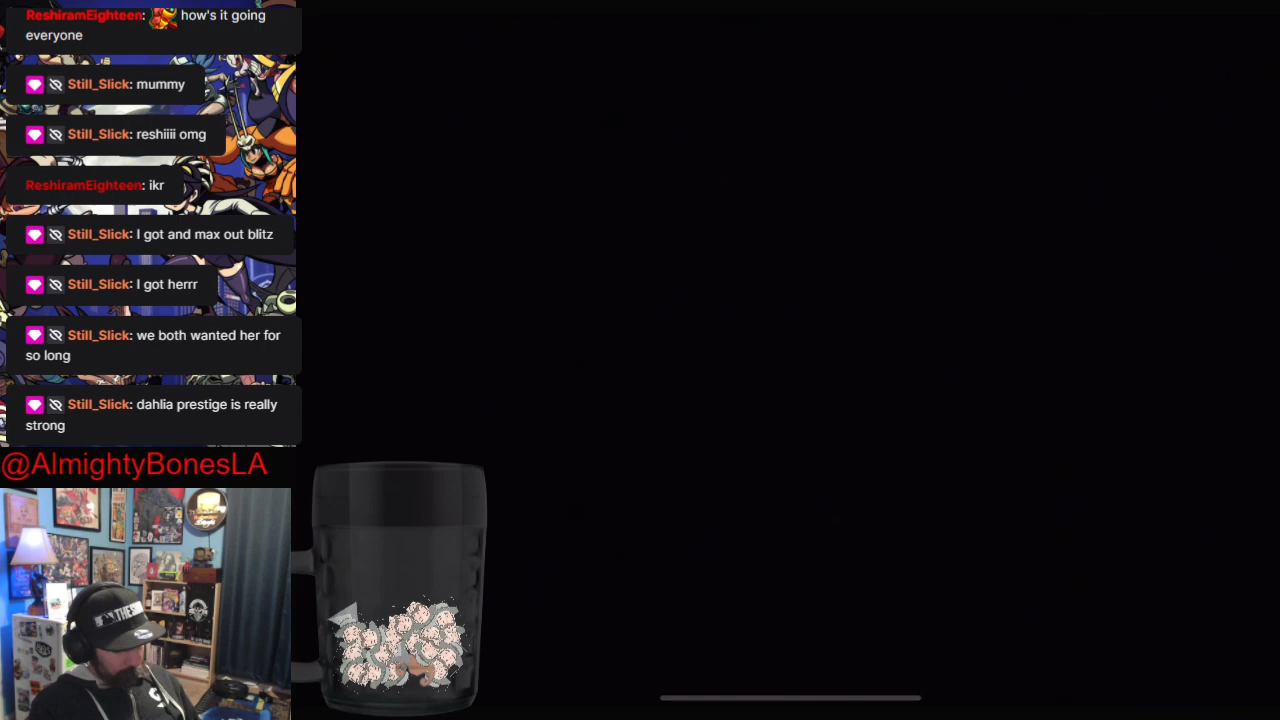 ReshiramEighteen: how's it going
everyone
Still_Slick: mummy
Still_Slick: reshiiii omg
ReshiramEighteen: ikr
Still_Slick: I got and max out blitz
Still_Slick: I got herrr
Still_Slick: we both wanted her for
so long
Still_Slick: dahlia prestige is really
strong
@AlmightyBonesLA